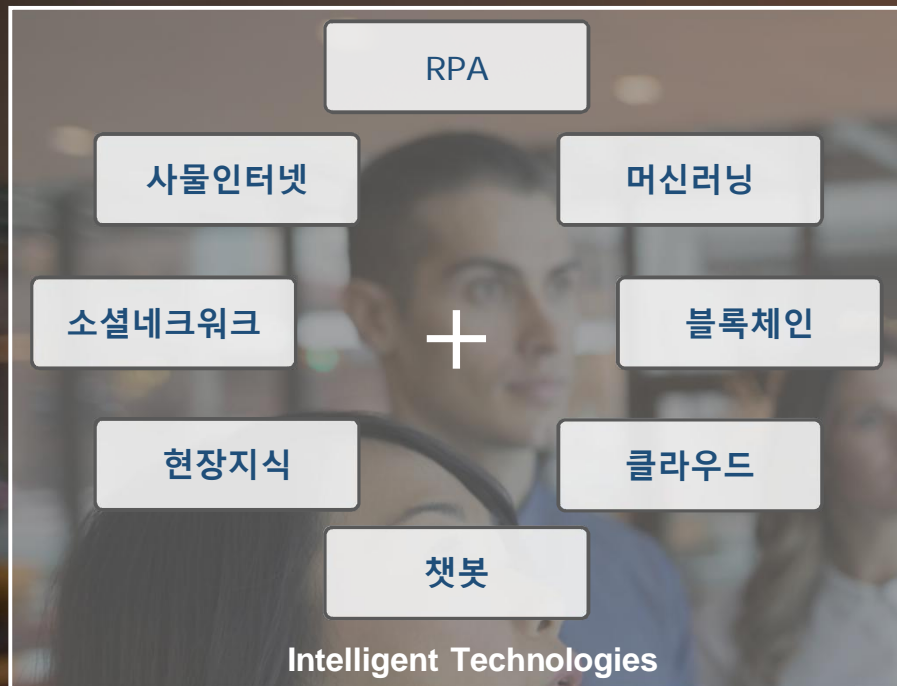 RPA
사물인터넷
머신러닝
소셜네크워크
블록체인
현장지식
클라우드
챗봇
Intelligent Technologies